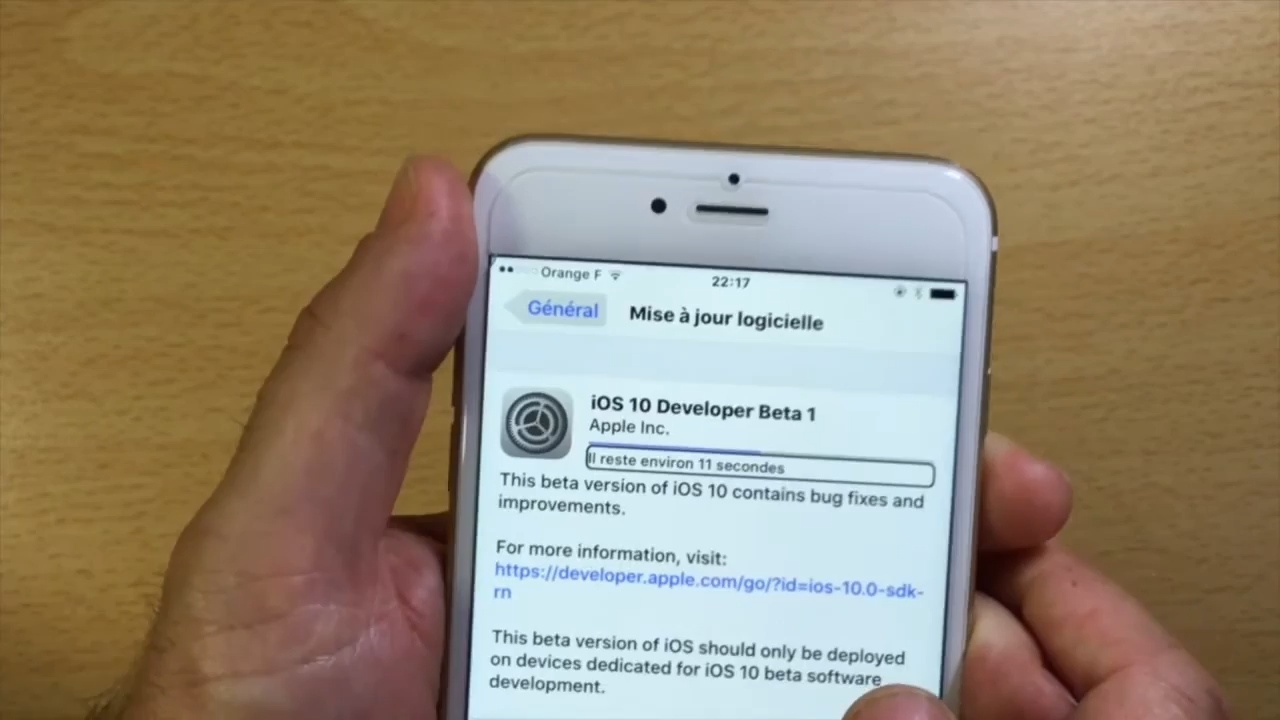 Orange F
22:17
Général
Mise à jour logicielle
iOS 10 Developer Beta 1
Apple Inc.
Il reste environ 11 secondes
This beta version of iOS 10 contains bug fixes and
improvements.
For more information, visit:
https://developer.apple.com/go/?id=ios-10.0-sdk-
rn
This beta version of iOS should only be deployed
on devices dedicated for iOS 10 beta software
development.